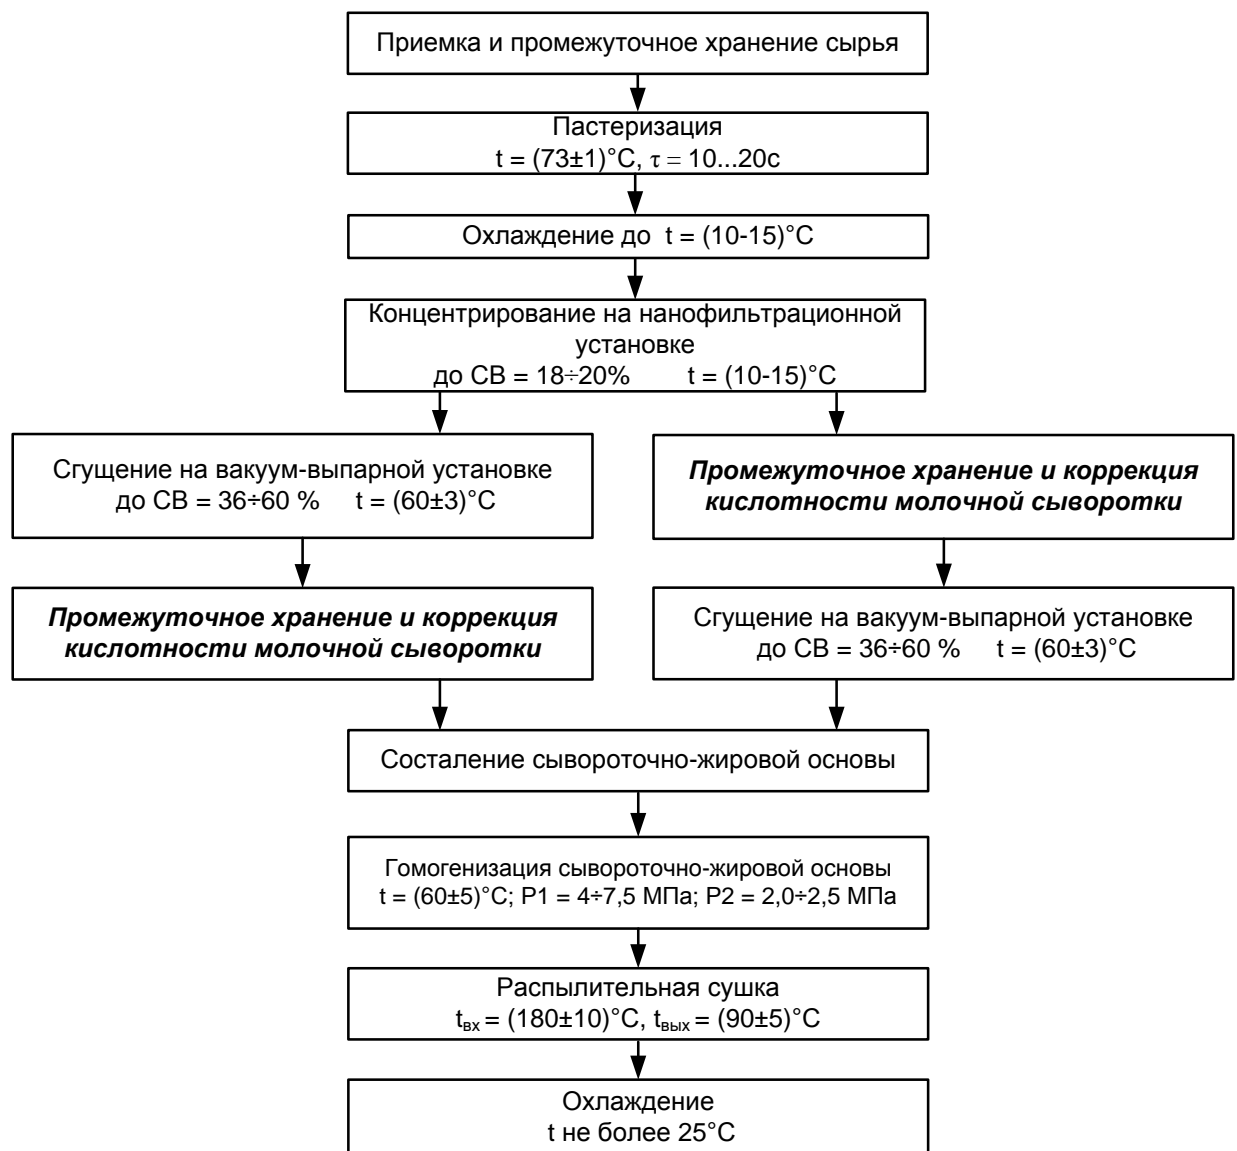 Приемка и промежуточное хранение сырья
Пастеризация
t = (73±1)°C, τ = 10...20с
Охлаждение до t = (10-15)°C
Концентрирование на нанофильтрационной
установке
до СВ = 18÷20% t = (10-15)°C
Сгущение на вакуум-выпарной установке
до СВ = 36÷60 % t = (60±3)°C
Промежуточное хранение и коррекция
кислотности молочной сыворотки
Промежуточное хранение и коррекция
кислотности молочной сыворотки
Сгущение на вакуум-выпарной установке
до СВ = 36÷60 % t = (60±3)°C
Состаление сывороточно-жировой основы
Гомогенизация сывороточно-жировой основы
t = (60±5)°C; P1 = 4÷7,5 МПа; P2 = 2,0÷2,5 МПа
Распылительная сушка
tвх = (180±10)°C, tвых = (90±5)°C
Охлаждение
t не более 25°C